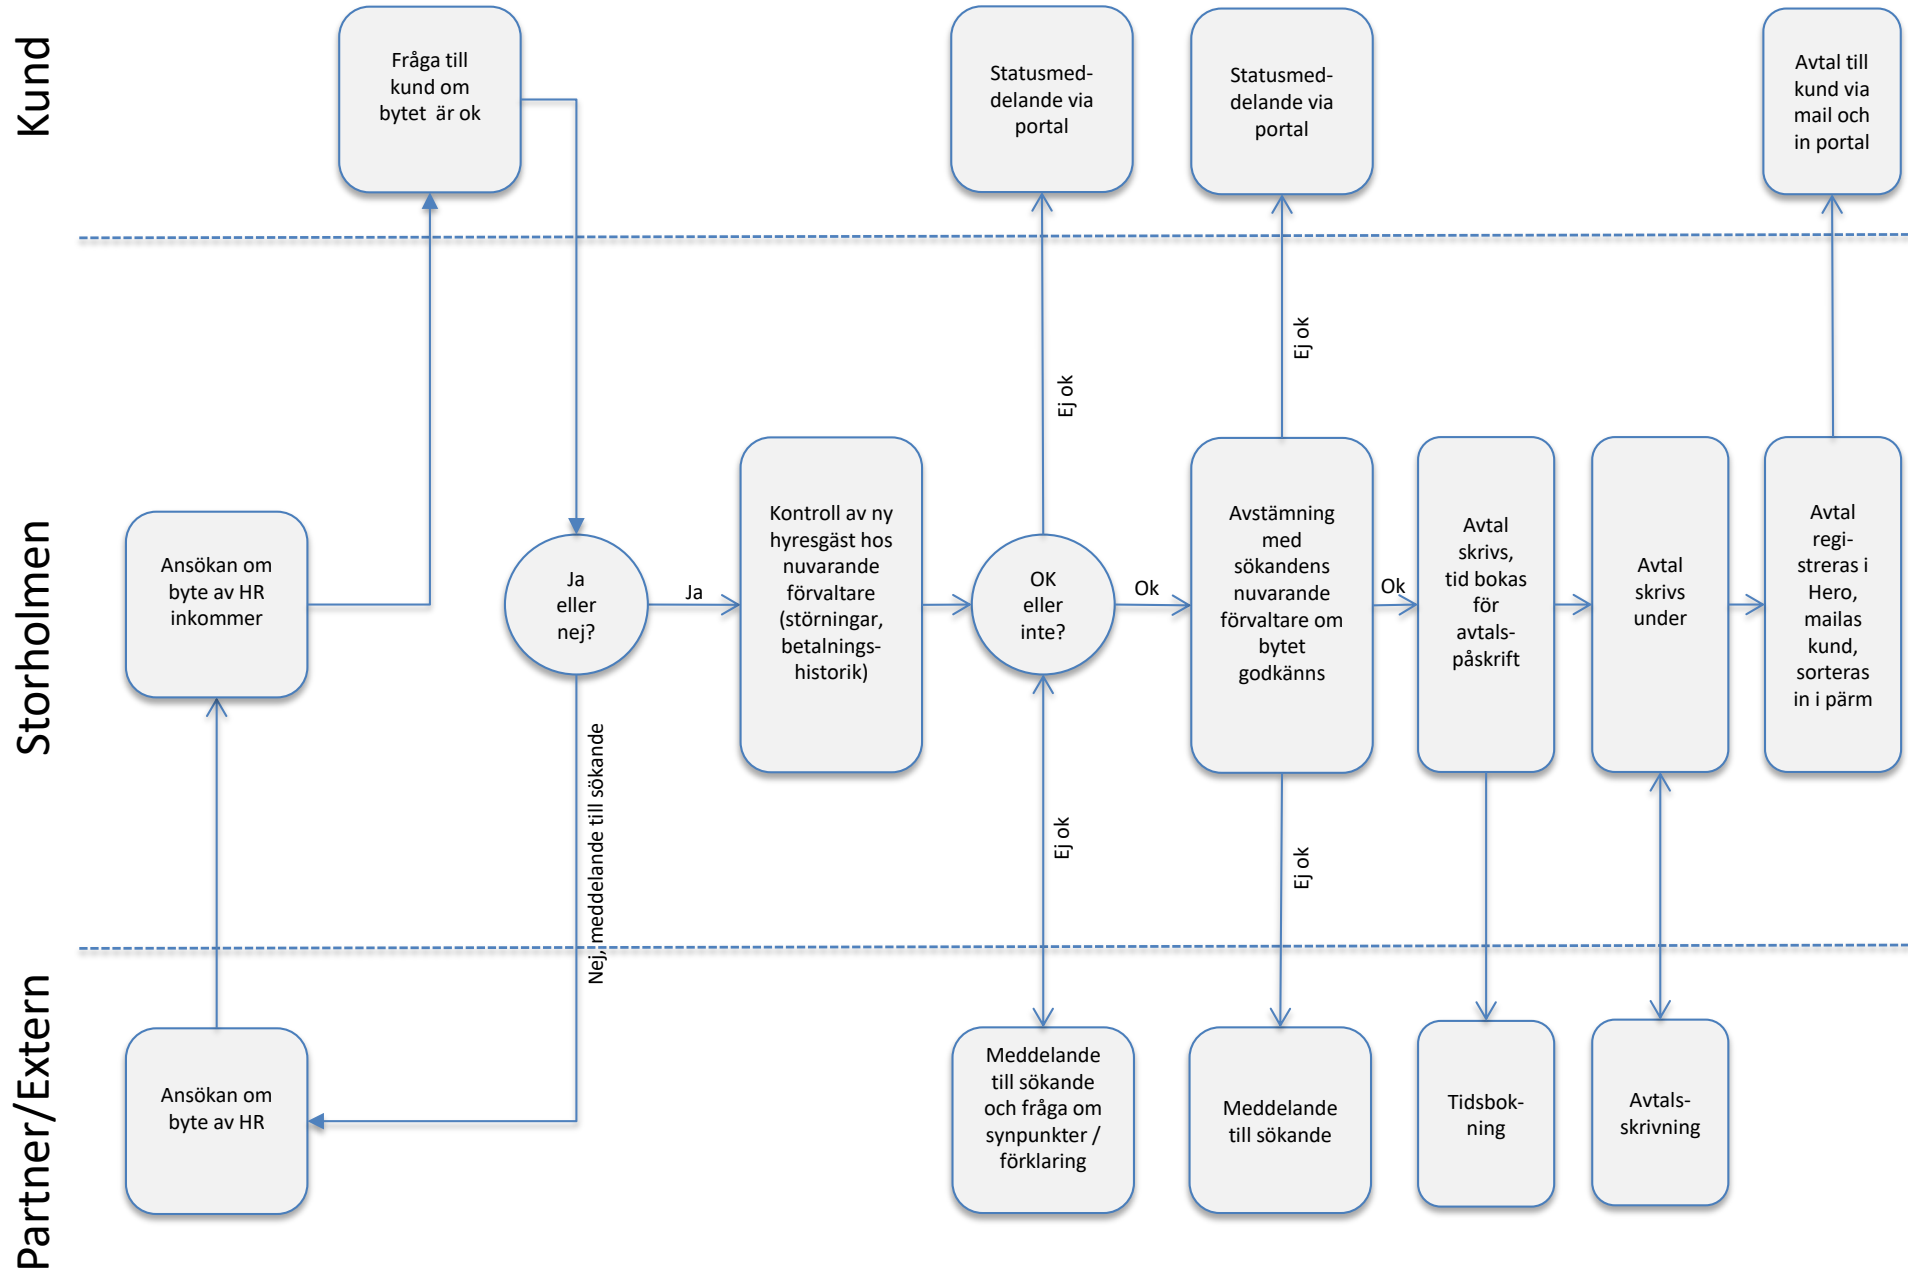 Kund
Fråga till
kund om
bytet är ok
Statusmed-
delande via
portal
Statusmed-
delande via
portal
Avtal till
kund via
mail och
in portal
Ej ok
Ej ok
Storholmen
Ansökan om
byte av HR
inkommer
Ja
eller
nej?
Ja
Kontroll av ny
hyresgäst hos
nuvarande
förvaltare
(störningar,
betalnings-
historik)
OK
eller
inte?
Ok
Avstämning
med
sökandens
nuvarande
förvaltare om
bytet
godkänns
Ok
Avtal
skrivs,
tid bokas
för
avtals-
påskrift
Avtal
skrivs
under
Avtal
regi-
streras i
Hero,
mailas
kund,
sorteras
in i pärm
Nej, meddelande till sökande
Ej ok
Ej ok
Partner/Extern
Ansökan om
byte av HR
Meddelande
till sökande
och fråga om
synpunkter /
förklaring
Meddelande
till sökande
Tidsbok-
ning
Avtals-
skrivning